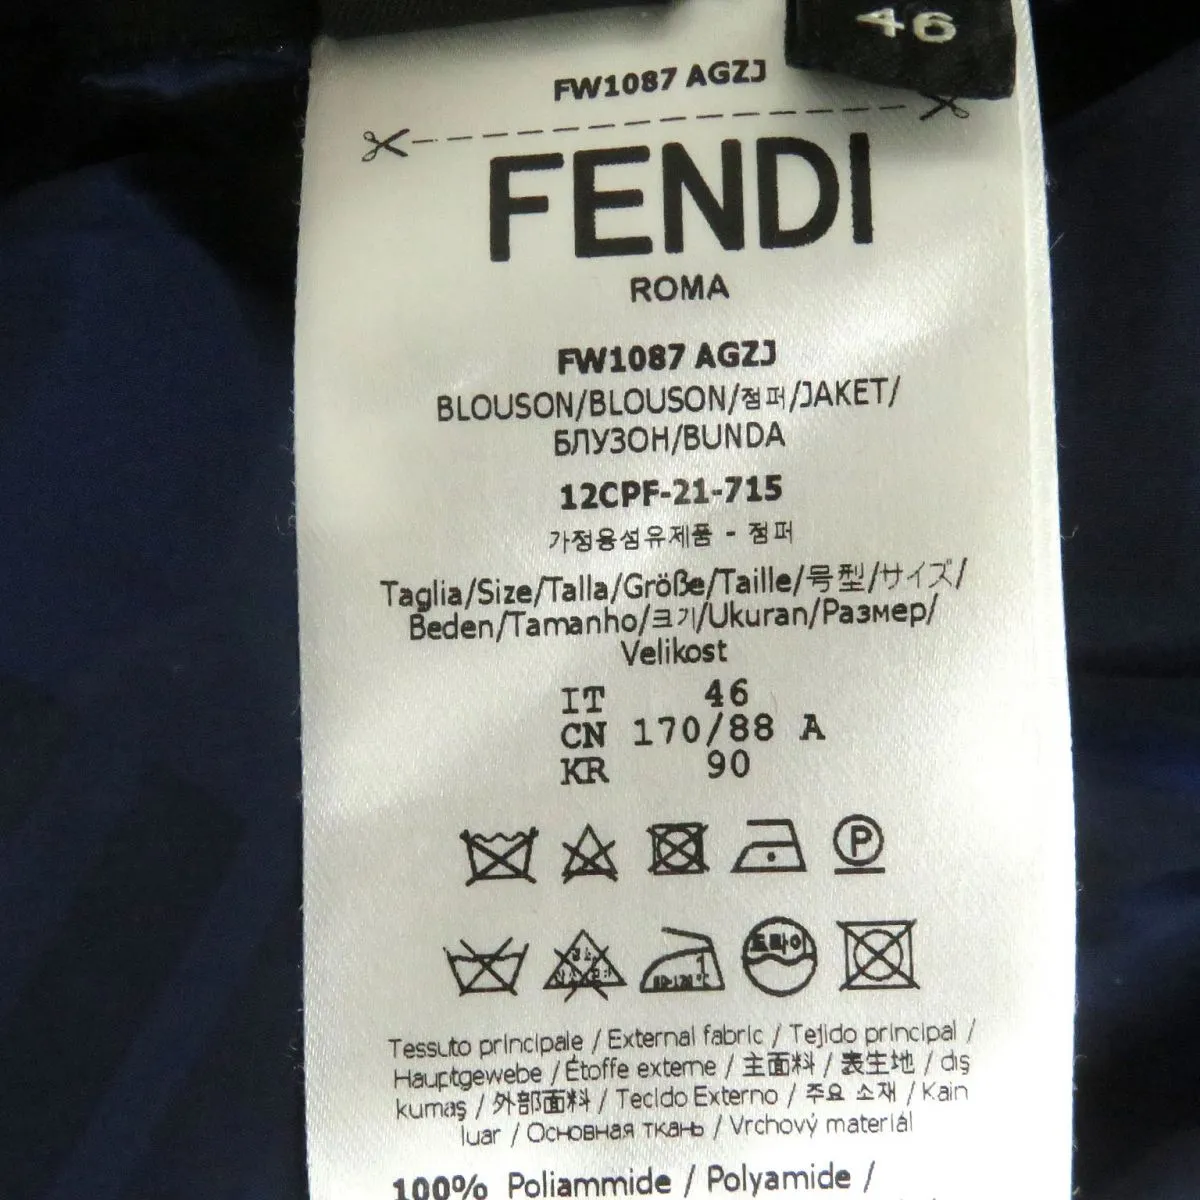 46
FW1087 AGZJ
FENDI
ROMA
FW1087 AGZJ
BLOUSON/BLOUSON/점퍼/JAKET/
БЛУЗОН/BUNDA
12CPF-21-715
가정용섬유제품 - 점퍼
Taglia/Size/Talla/Größe/Taille/号型/サイズ/
Beden/Tamanho/크기/Ukuran/Размер/
Velikost
IT 46
CN 170/88 A
KR 90
P
드라이
Tessuto principale / External fabric / Tejido principal /
Hauptgewebe / Étoffe externe / 主面料 / 表生地 / dış
kumaş / 外部面料 / Tecido Externo / 주요 소재 / Kain
luar / Основная ткань / Vrchový materiál
100% Poliammide / Polyamide /